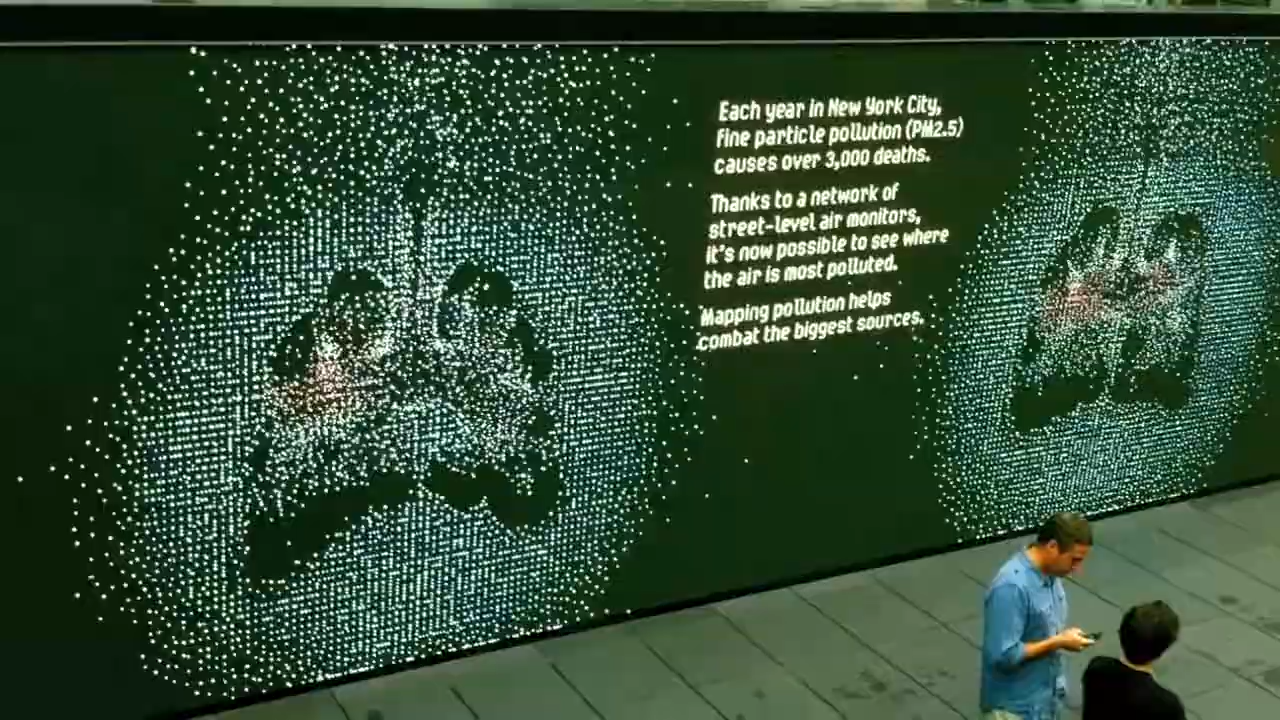 Each year in New York City,
fine particle pollution (PM2.5)
causes over 3,000 deaths.
Thanks to a network of
street-level air monitors,
it's now possible to see where
the air is most polluted.
Mapping pollution helps
combat the biggest sources.